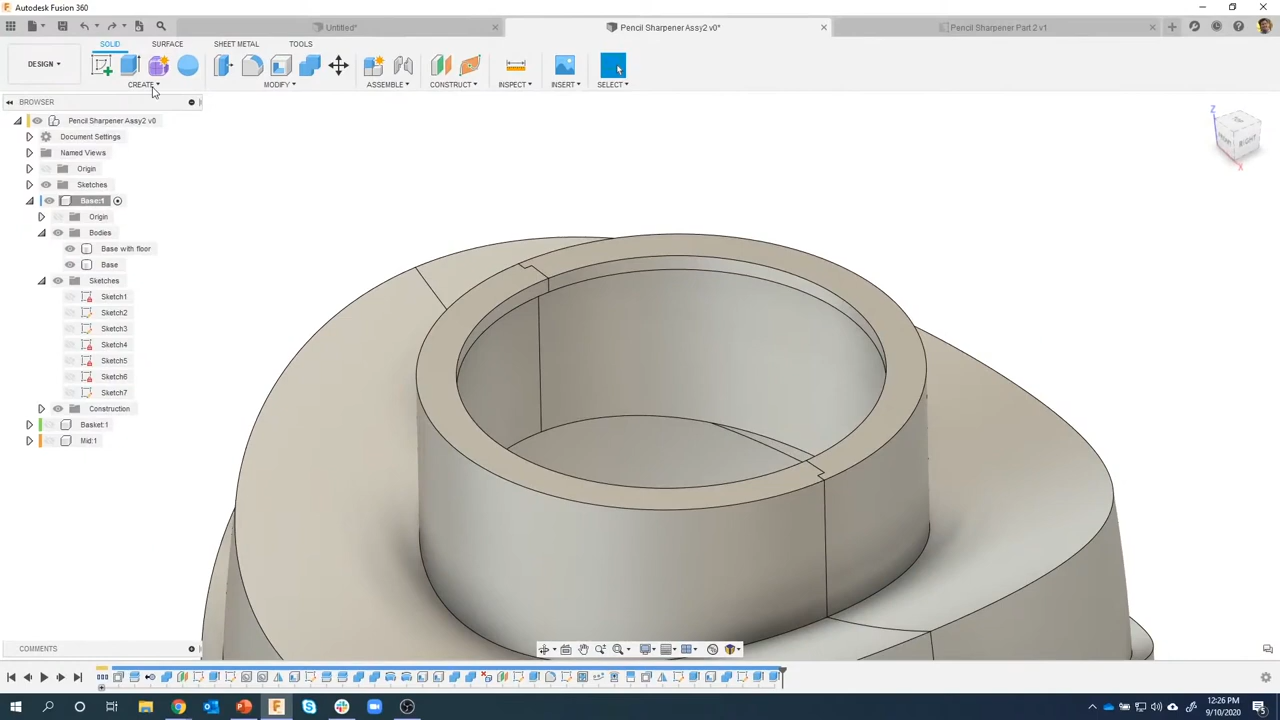 Autodesk Fusion 360
Untitled*
Pencil Sharpener Assy2 v0*
Pencil Sharpener Part 2 v1
SOLID SURFACE SHEET METAL TOOLS
DESIGN
CREATE MODIFY ASSEMBLE CONSTRUCT INSPECT INSERT SELECT
BROWSER
Pencil Sharpener Assy2 v0
Document Settings
Named Views
Origin
Sketches
Base:1
Origin
Bodies
Base with floor
Base
Sketches
Sketch1
Sketch2
Sketch3
Sketch4
Sketch5
Sketch6
Sketch7
Construction
Basket:1
Mid:1
Z
RIGHT
X
COMMENTS
12:26 PM
9/10/2020
5